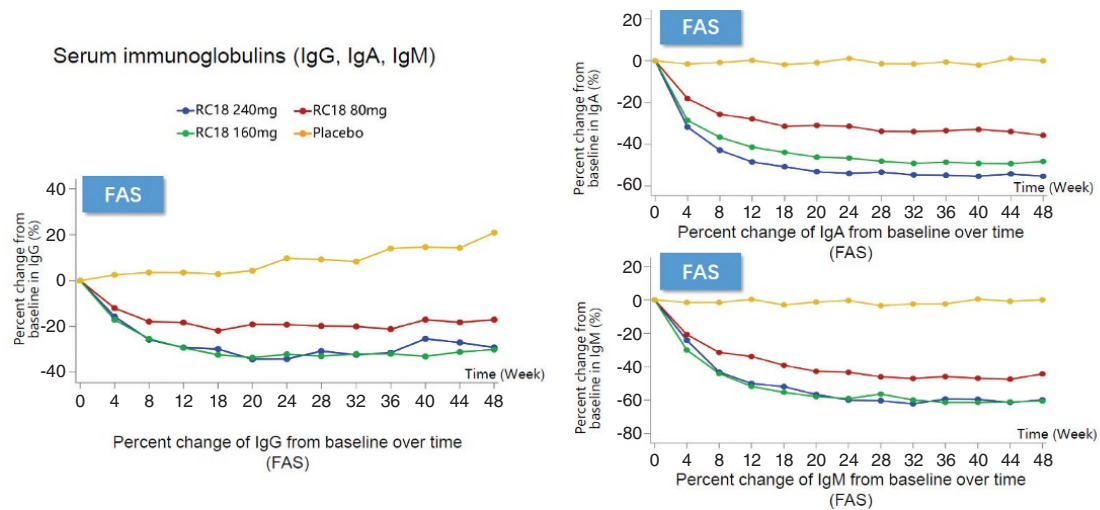 Serum immunoglobulins (IgG, IgA, IgM)
RC18 240mg RC18 80mg
RC18 160mg Placebo
FAS
Percent change from
baseline in IgG (%)
40
20
0
-20
-40
Time (Week)
0 4 8 12 18 20 24 28 32 36 40 44 48
Percent change of IgG from baseline over time
(FAS)
FAS
Percent change from
baseline in IgA (%)
20
0
-20
-40
-60
Time (Week)
0 4 8 12 18 20 24 28 32 36 40 44 48
Percent change of IgA from baseline over time
(FAS)
FAS
Percent change from
baseline in IgM (%)
20
0
-20
-40
-60
-80
Time (Week)
0 4 8 12 18 20 24 28 32 36 40 44 48
Percent change of IgM from baseline over time
(FAS)